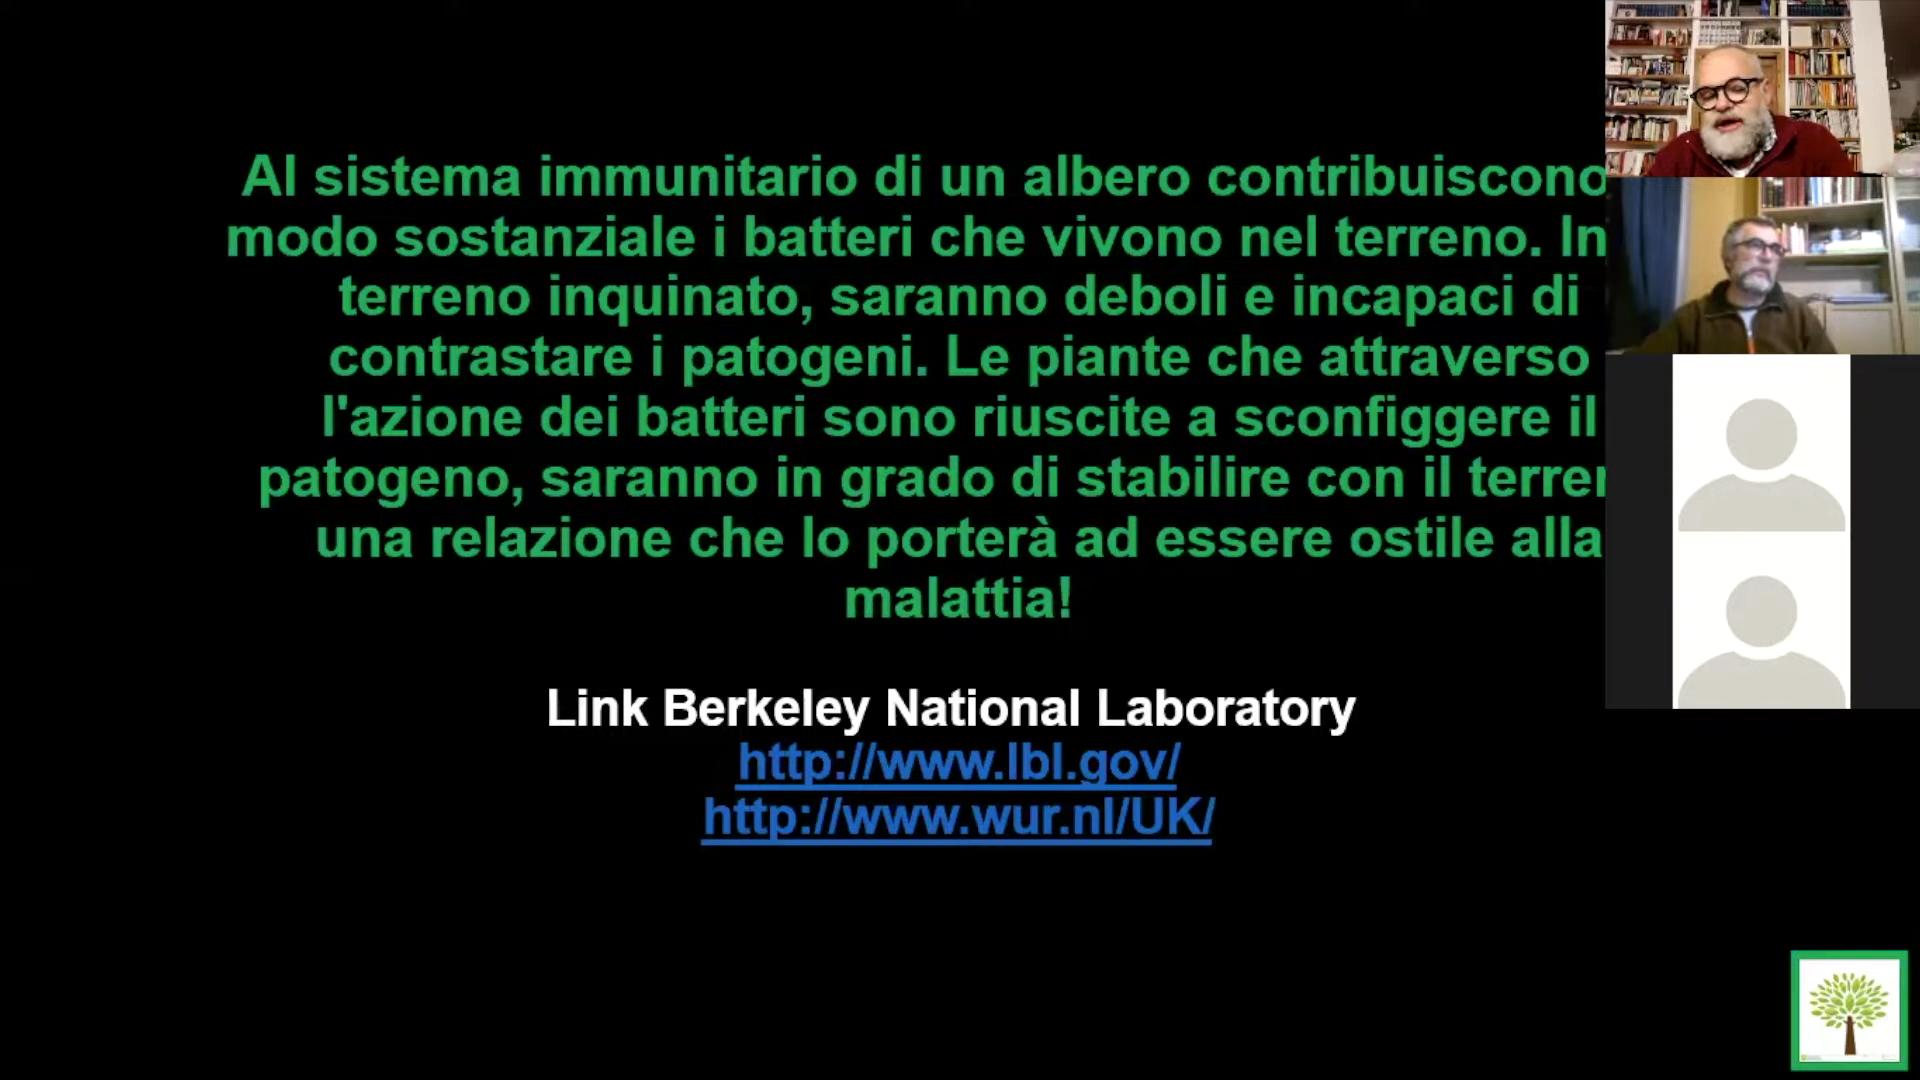 Al sistema immunitario di un albero contribuiscono
modo sostanziale i batteri che vivono nel terreno. In
terreno inquinato, saranno deboli e incapaci di
contrastare i patogeni. Le piante che attraverso
l'azione dei batteri sono riuscite a sconfiggere il
patogeno, saranno in grado di stabilire con il
una relazione che lo porterà ad essere ostile alla
malattia!
Link Berkeley National Laboratory
http://www.lbl.gov/
http://www.wur.nl/UK/